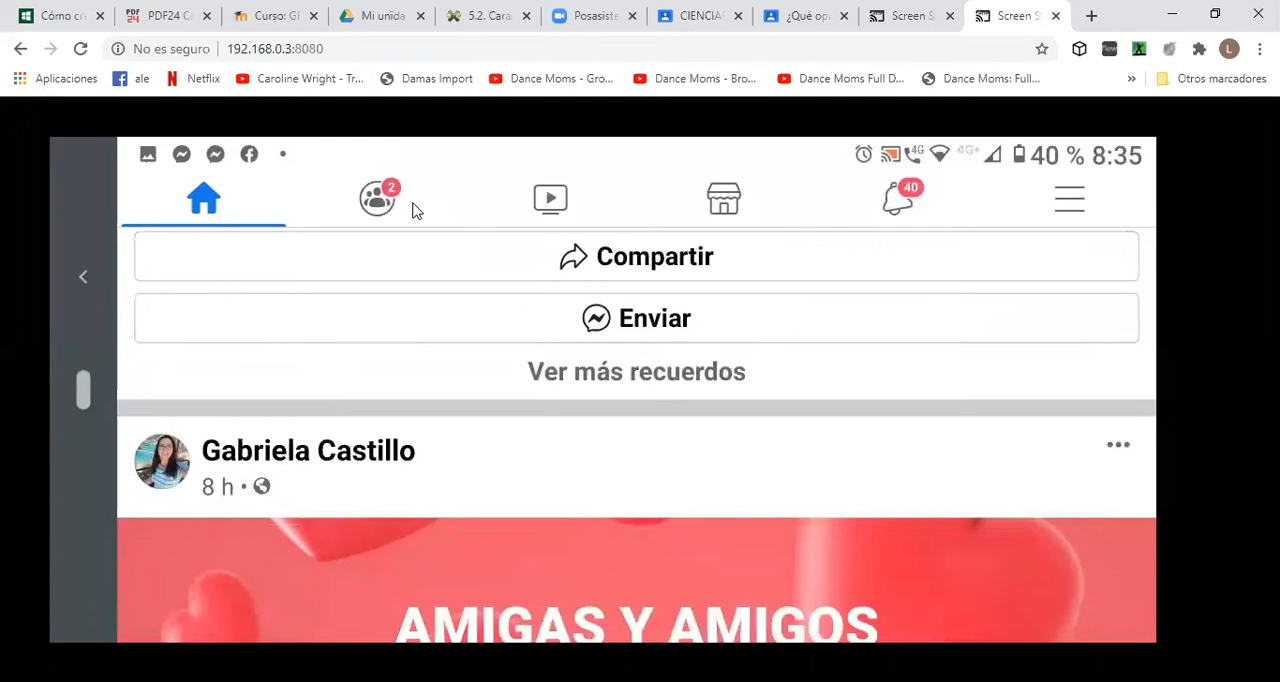 Cómo cr
PDF24 C
Curso: G
Mi unida
5.2. Cara
Posasiste
CIENCIA
¿Qué op
Screen S
Screen S
No es seguro
192.168.0.3:8080
L
Aplicaciones
ale
Netflix
Caroline Wright - Tr...
Damas Import
Dance Moms - Gro...
Dance Moms - Bro...
Dance Moms Full D...
Dance Moms: Full...
»
Otros marcadores
4G 4G+ 40 % 8:35
2
40
Compartir
Enviar
Ver más recuerdos
Gabriela Castillo
8 h •
AMIGAS Y AMIGOS